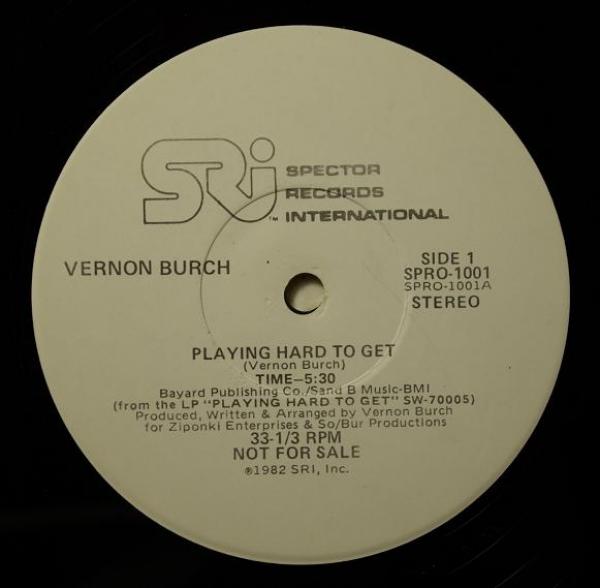 SRi SPECTOR
RECORDS
™ INTERNATIONAL
VERNON BURCH
SIDE 1
SPRO-1001
SPRO-1001A
STEREO
PLAYING HARD TO GET
(Vernon Burch)
TIME—5:30
Bayard Publishing Co./Sand B Music-BMI
(from the LP "PLAYING HARD TO GET" SW-70005)
Produced, Written & Arranged by Vernon Burch
for Ziponki Enterprises & So/Bur Productions
33-1/3 RPM
NOT FOR SALE
℗1982 SRI, Inc.